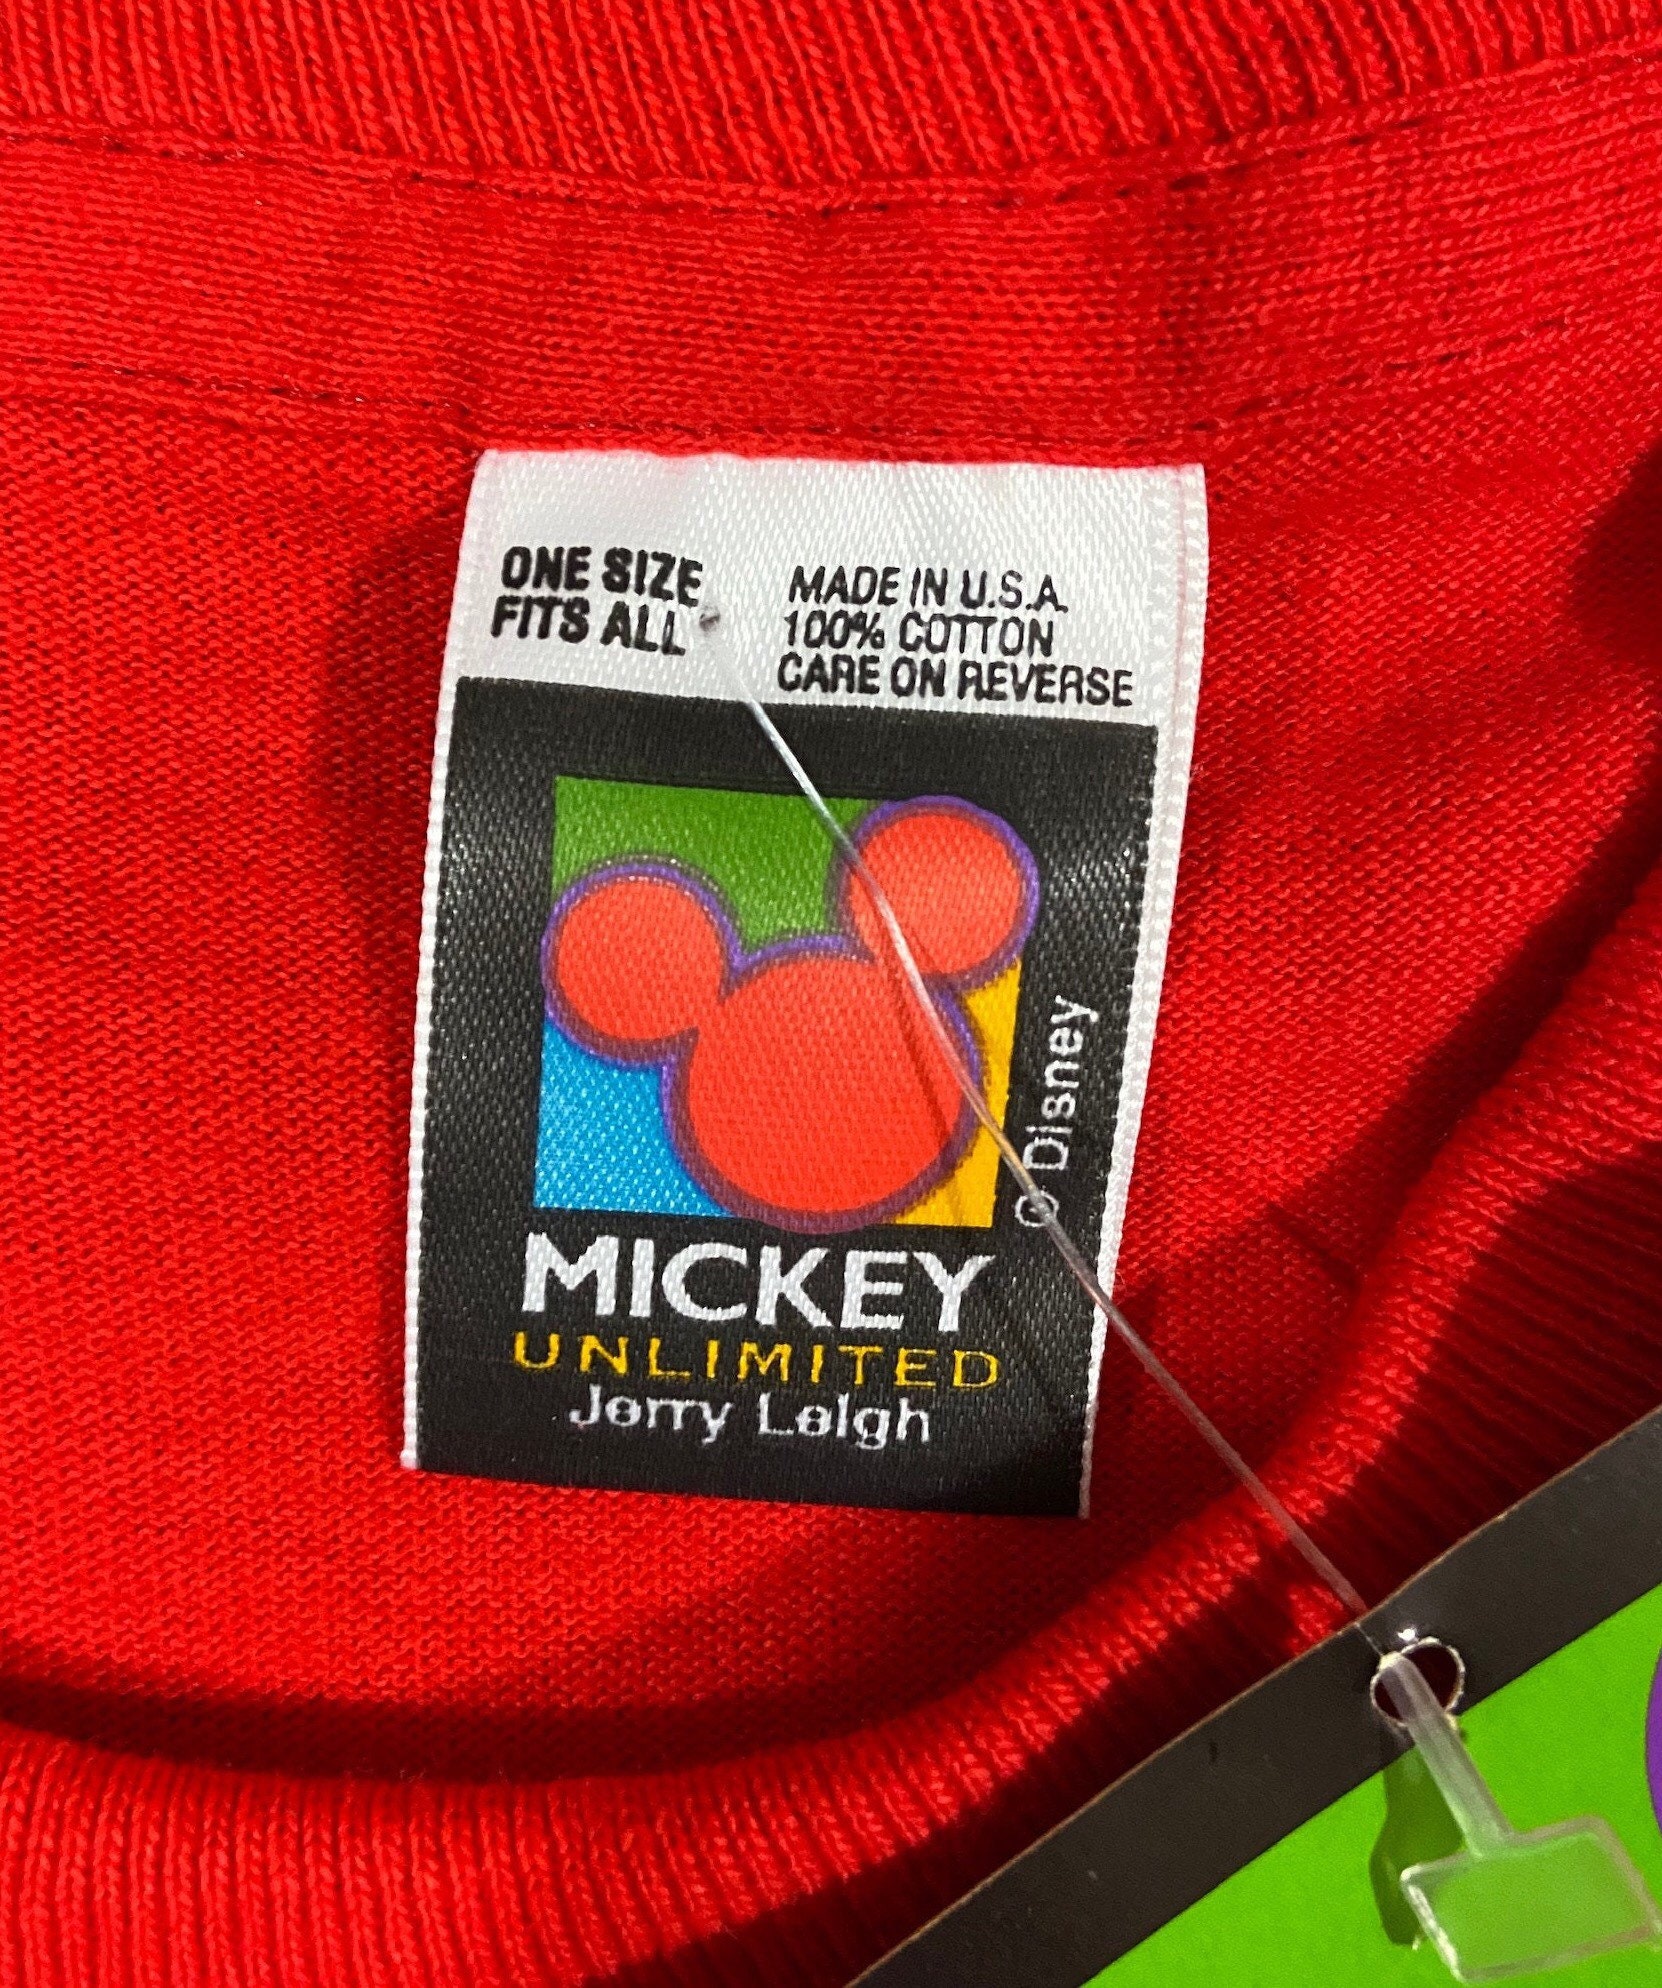 ONE SIZE
FITS ALL
MADE IN U.S.A.
100% COTTON
CARE ON REVERSE
© Disney
MICKEY
UNLIMITED
Jerry Leigh